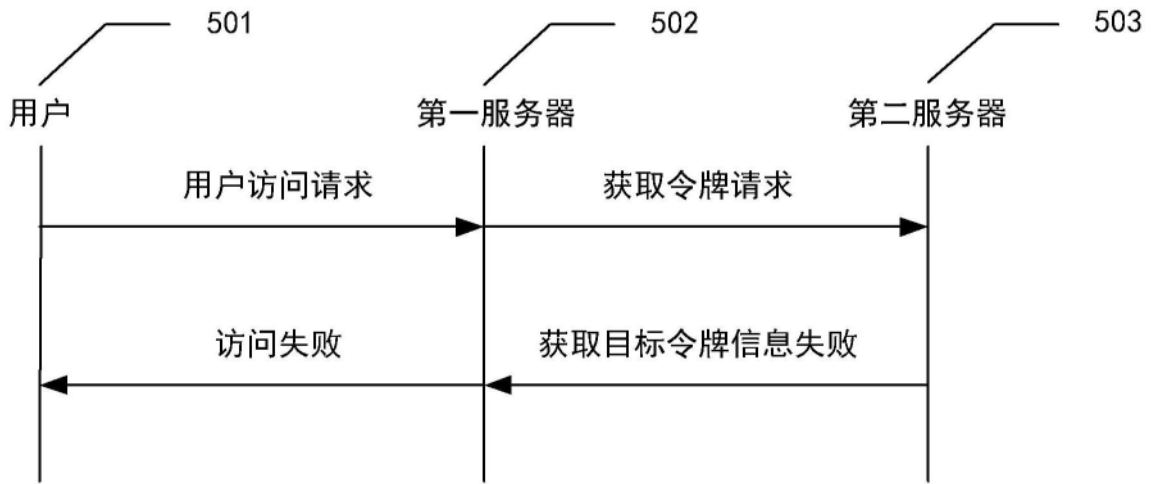 501
502
503
用户
第一服务器
第二服务器
用户访问请求
获取令牌请求
访问失败
获取目标令牌信息失败